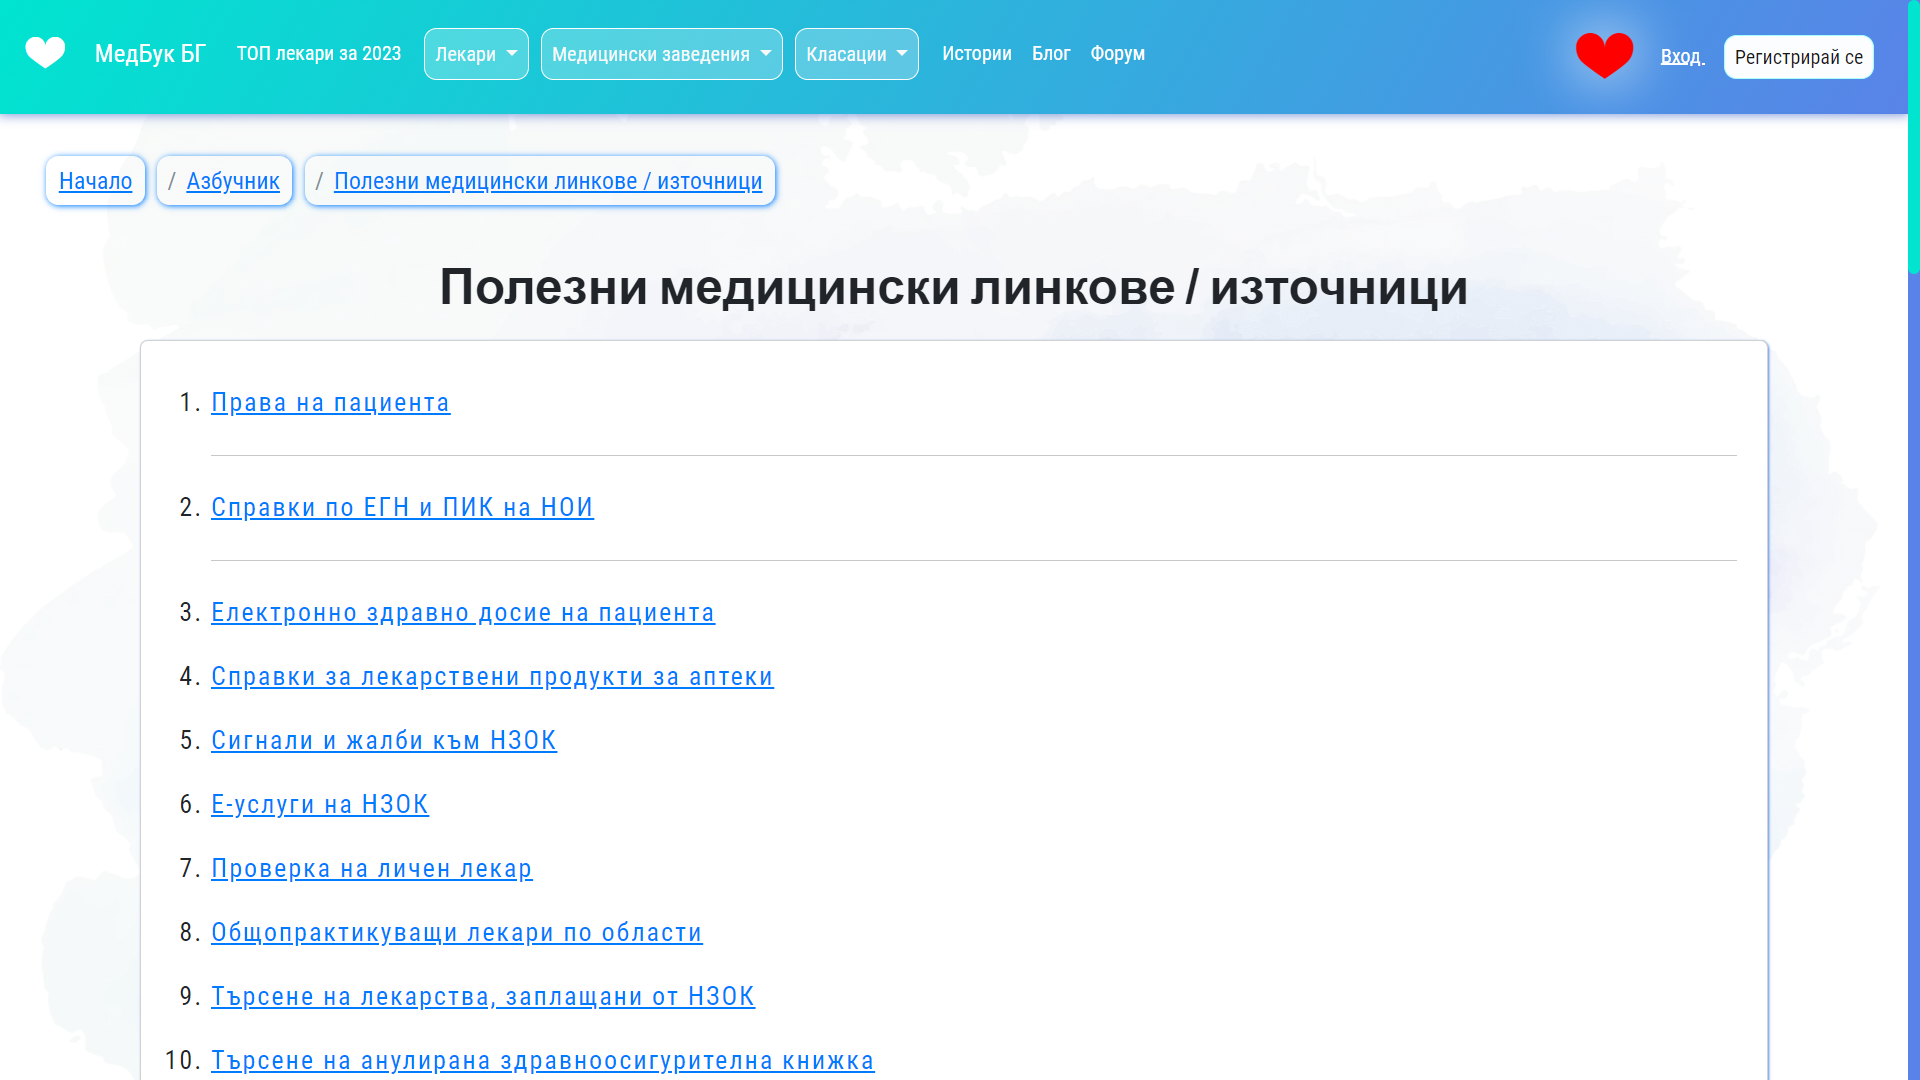 МедБук БГ ТОП лекари за 2023 Лекари Медицински заведения Класации Истории Блог Форум Вход Регистрирай се
Начало / Азбучник / Полезни медицински линкове / източници
Полезни медицински линкове / източници
1. Права на пациента
2. Справки по ЕГН и ПИК на НОИ
3. Електронно здравно досие на пациента
4. Справки за лекарствени продукти за аптеки
5. Сигнали и жалби към НЗОК
6. Е-услуги на НЗОК
7. Проверка на личен лекар
8. Общопрактикуващи лекари по области
9. Търсене на лекарства, заплащани от НЗОК
10. Търсене на анулирана здравноосигурителна книжка